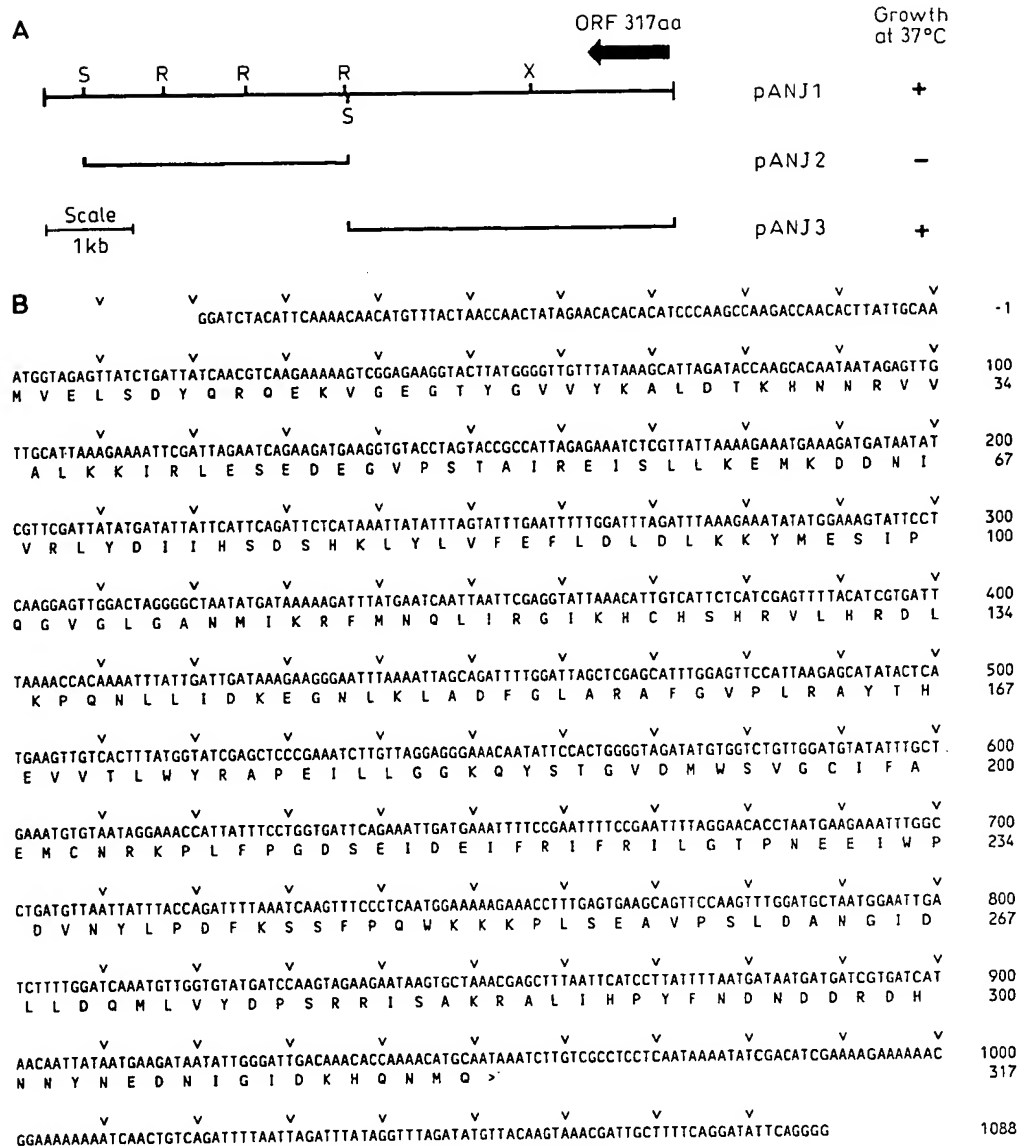 A
ORF 317aa
Growth
at 37°C
S R R R X
S
pANJ1 +
pANJ2 −
Scale
1kb
pANJ3 +
B
v v v v v v v v v v
GGATCTACATTCAAAACAACATGTTTACTAACCAACTATAGAACACACACATCCCAAGCCAAGACCAACACTTATTGCAA -1
v v v v v v v v v v
ATGGTAGAGTTATCTGATTATCAACGTCAAGAAAAAGTCGGAGAAGGTACTTATGGGGTTGTTTATAAAGCATTAGATACCAAGCACAATAATAGAGTTG 100
M V E L S D Y Q R Q E K V G E G T Y G V V Y K A L D T K H N N R V V 34
v v v v v v v v v v
TTGCATTAAAGAAAATTCGATTAGAATCAGAAGATGAAGGTGTACCTAGTACCGCCATTAGAGAAATCTCGTTATTAAAAGAAATGAAAGATGATAATAT 200
A L K K I R L E S E D E G V P S T A I R E I S L L K E M K D D N I 67
v v v v v v v v v v
CGTTCGATTATATGATATTATTCATTCAGATTCTCATAAATTATATTTAGTATTTGAATTTTTGGATTTAGATTTAAAGAAATATATGGAAAGTATTCCT 300
V R L Y D I I H S D S H K L Y L V F E F L D L D L K K Y M E S I P 100
v v v v v v v v v v
CAAGGAGTTGGACTAGGGGCTAATATGATAAAAAGATTTATGAATCAATTAATTCGAGGTATTAAACATTGTCATTCTCATCGAGTTTTACATCGTGATT 400
Q G V G L G A N M I K R F M N Q L I R G I K H C H S H R V L H R D L 134
v v v v v v v v v v
TAAAACCACAAAATTTATTGATTGATAAAGAAGGGAATTTAAAATTAGCAGATTTTGGATTAGCTCGAGCATTTGGAGTTCCATTAAGAGCATATACTCA 500
K P Q N L L I D K E G N L K L A D F G L A R A F G V P L R A Y T H 167
v v v v v v v v v v
TGAAGTTGTCACTTTATGGTATCGAGCTCCCGAAATCTTGTTAGGAGGGAAACAATATTCCACTGGGGTAGATATGTGGTCTGTTGGATGTATATTTGCT 600
E V V T L W Y R A P E I L L G G K Q Y S T G V D M W S V G C I F A 200
v v v v v v v v v v
GAAATGTGTAATAGGAAACCATTATTTCCTGGTGATTCAGAAATTGATGAAATTTTCCGAATTTTCCGAATTTTAGGAACACCTAATGAAGAAATTTGGC 700
E M C N R K P L F P G D S E I D E I F R I F R I L G T P N E E I W P 234
v v v v v v v v v v
CTGATGTTAATTATTTACCAGATTTTAAATCAAGTTTCCCTCAATGGAAAAAGAAACCTTTGAGTGAAGCAGTTCCAAGTTTGGATGCTAATGGAATTGA 800
D V N Y L P D F K S S F P Q W K K K P L S E A V P S L D A N G I D 267
v v v v v v v v v v
TCTTTTGGATCAAATGTTGGTGTATGATCCAAGTAGAAGAATAAGTGCTAAACGAGCTTTAATTCATCCTTATTTTAATGATAATGATGATCGTGATCAT 900
L L D Q M L V Y D P S R R I S A K R A L I H P Y F N D N D D R D H 300
v v v v v v v v v v
AACAATTATAATGAAGATAATATTGGGATTGACAAACACCAAAACATGCAATAAATCTTGTCGCCTCCTCAATAAAATATCGACATCGAAAAGAAAAAAC 1000
N N Y N E D N I G I D K H Q N M Q > 317
v v v v v v v v
GGAAAAAAAATCAACTGTCAGATTTTAATTAGATTTATAGGTTTAGATATGTTACAAGTAAACGATTGCTTTTCAGGATATTCAGGGG 1088